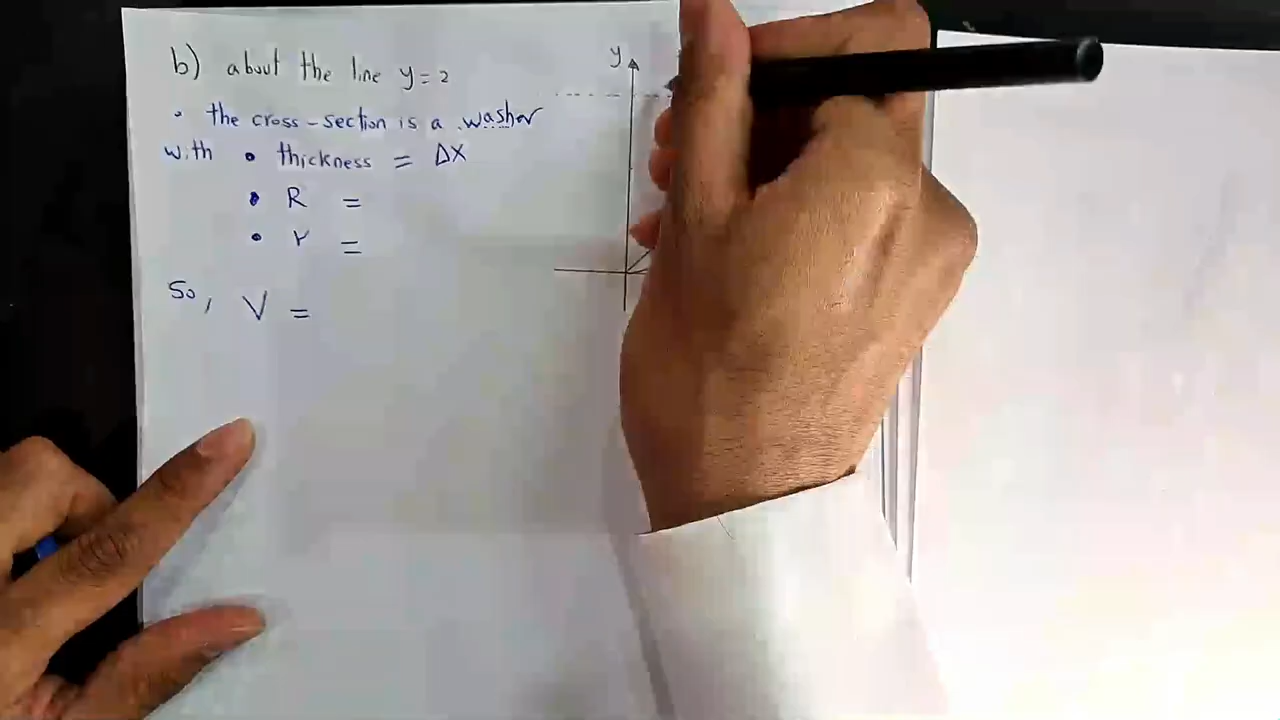 b) about the line y = 2
• the cross-section is a washer
with • thickness = Δx
• R =
• r =
So, V =
y